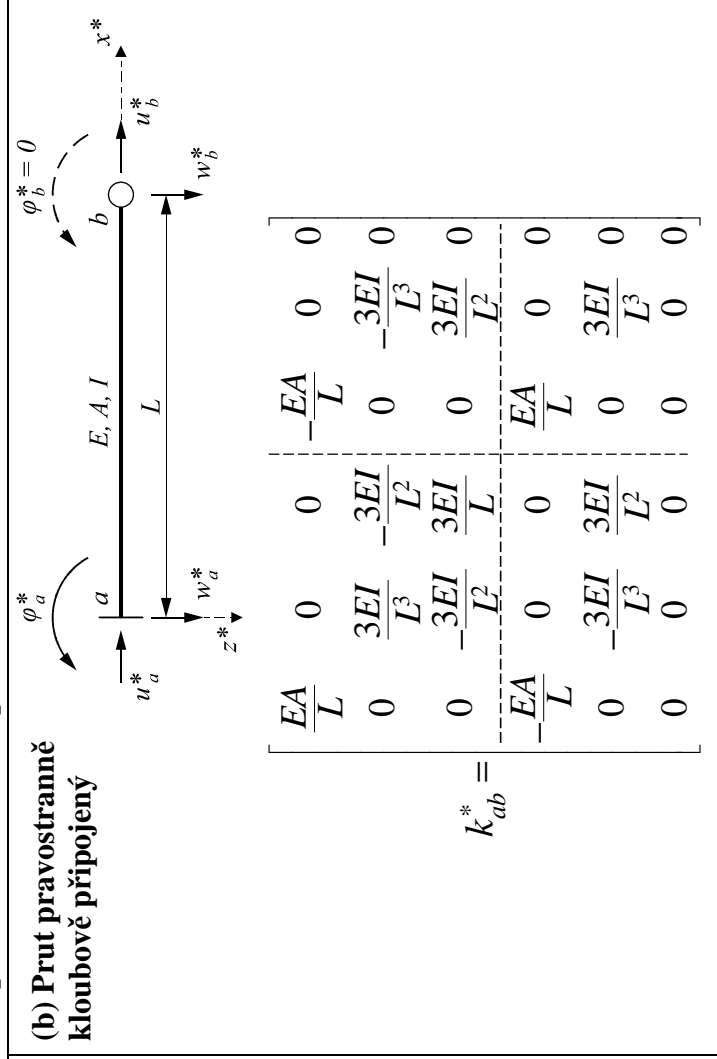 (b) Prut pravostranně
kloubově připojený
φ*a
φ*b = 0
a
E, A, I
b
u*a
u*b
x*
w*a
L
w*b
z*
k*ab =
EA/L 0 0 −EA/L 0 0
0 3EI/L³ −3EI/L² 0 −3EI/L³ 0
0 −3EI/L² 3EI/L 0 3EI/L² 0
−EA/L 0 0 EA/L 0 0
0 −3EI/L³ 3EI/L² 0 3EI/L³ 0
0 0 0 0 0 0